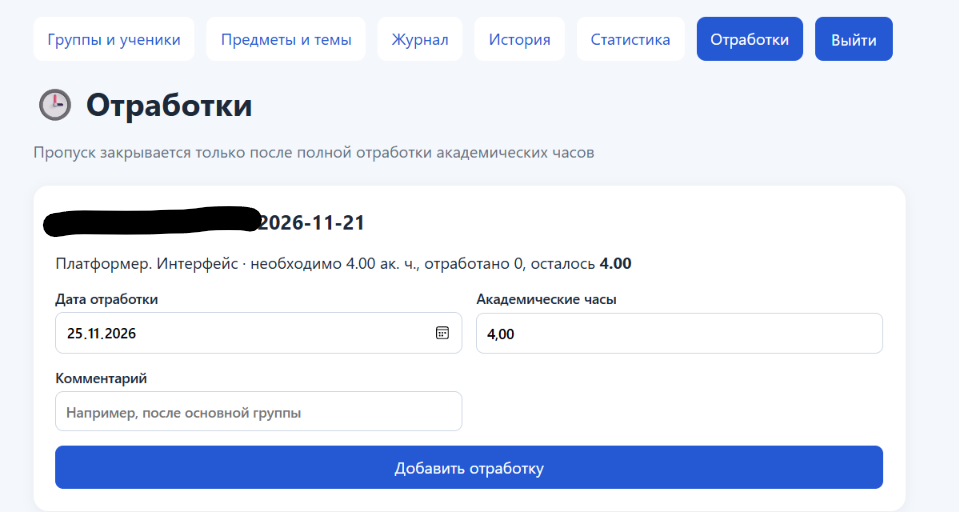 Группы и ученики Предметы и темы Журнал История Статистика Отработки Выйти
Отработки
Пропуск закрывается только после полной отработки академических часов
2026-11-21
Платформер. Интерфейс · необходимо 4.00 ак. ч., отработано 0, осталось 4.00
Дата отработки Академические часы
25.11.2026 4,00
Комментарий
Например, после основной группы
Добавить отработку